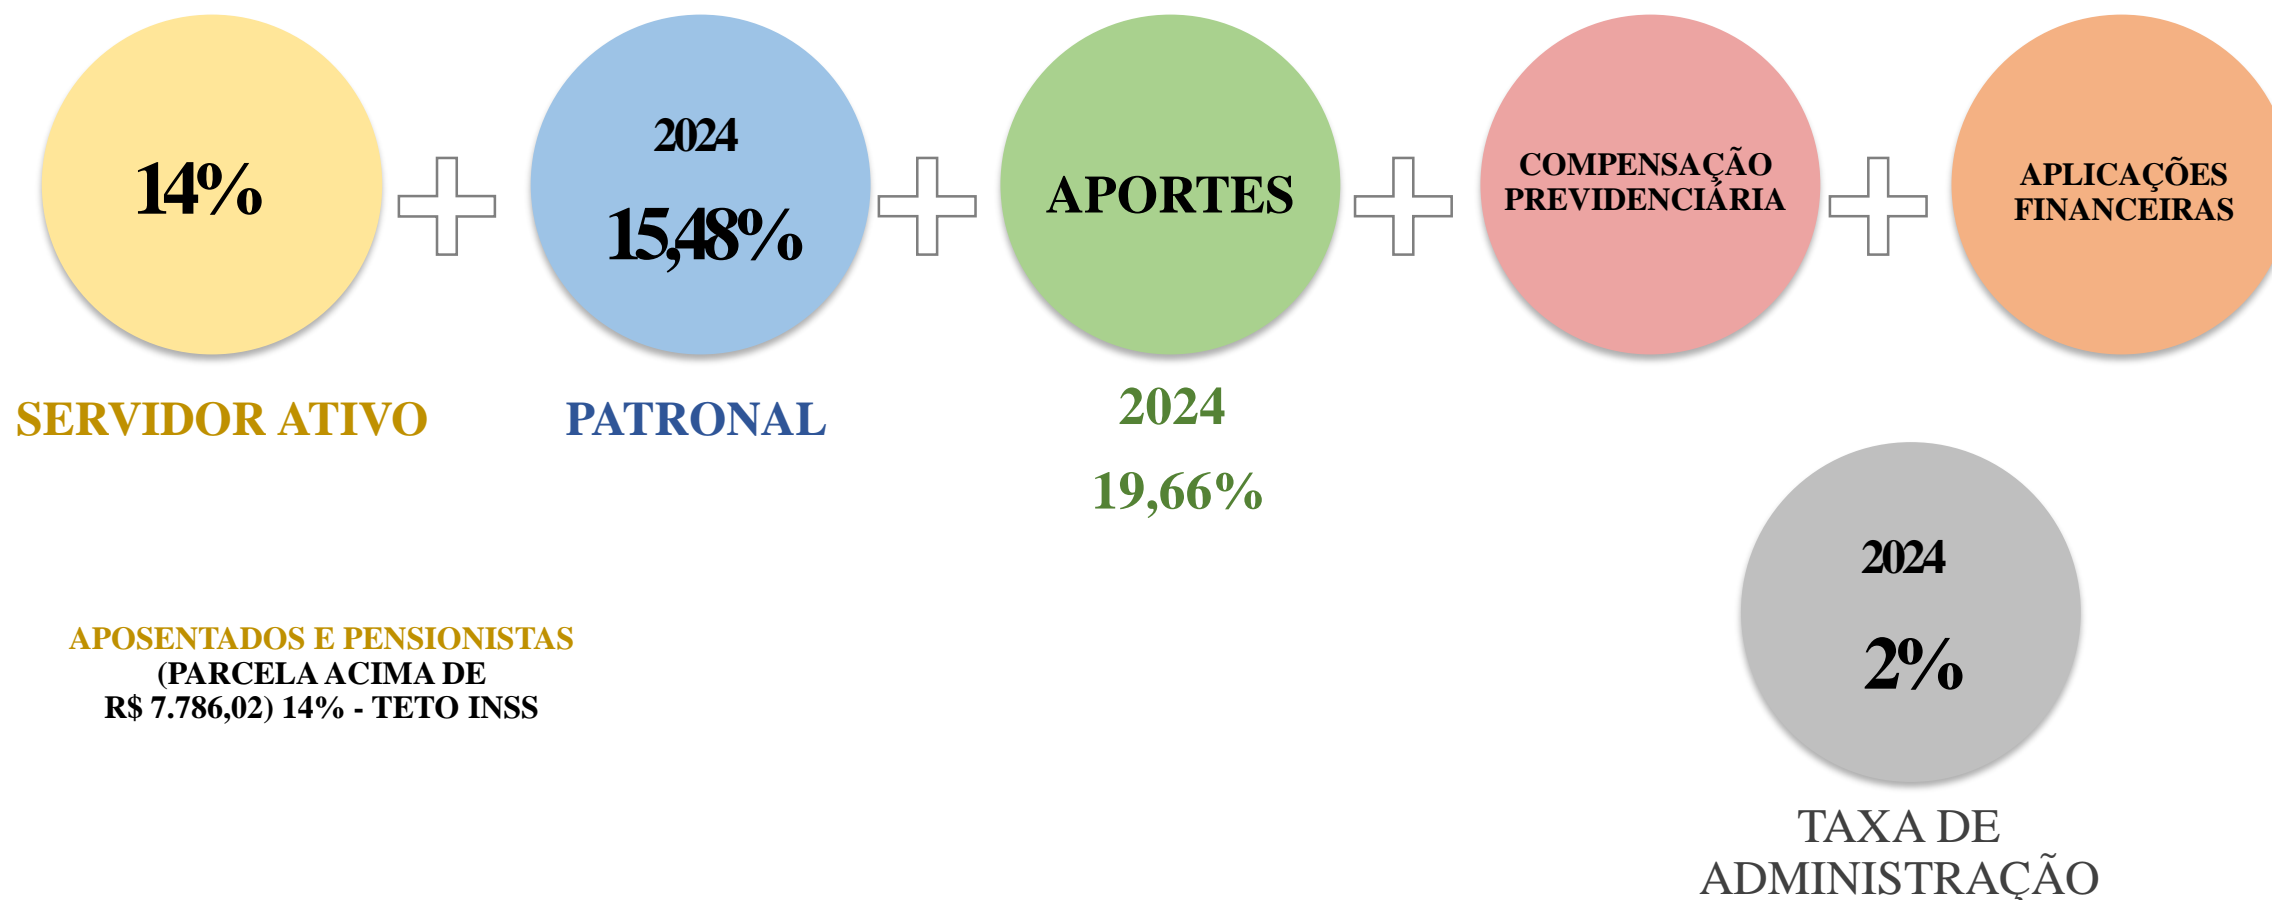 14%
2024
15,48%
APORTES
COMPENSAÇÃO
PREVIDENCIÁRIA
APLICAÇÕES
FINANCEIRAS
SERVIDOR ATIVO
PATRONAL
2024
19,66%
2024
2%
TAXA DE
ADMINISTRAÇÃO
APOSENTADOS E PENSIONISTAS
(PARCELA ACIMA DE
R$ 7.786,02) 14% - TETO INSS